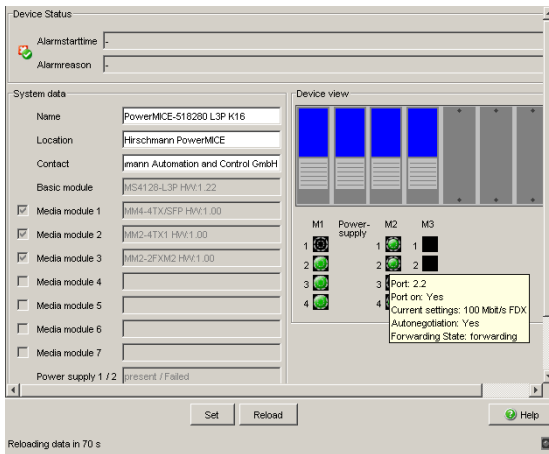 Device Status
Alarmstarttime -
Alarmreason -
System data
Name PowerMICE-518280 L3P K16
Location Hirschmann PowerMICE
Contact mann Automation and Control GmbH
Basic module MS4128-L3P HW:1.22
Media module 1 MM4-4TX/SFP HW:1.00
Media module 2 MM2-4TX1 HW:1.00
Media module 3 MM2-2FXM2 HW:1.00
Media module 4
Media module 5
Media module 6
Media module 7
Power supply 1 / 2 present / Failed
Device view
M1 Power-supply M2 M3
1 1 1
2 2 2
3 3
4 4
Port: 2.2
Port on: Yes
Current settings: 100 Mbit/s FDX
Autonegotiation: Yes
Forwarding State: forwarding
Set Reload Help
Reloading data in 70 s